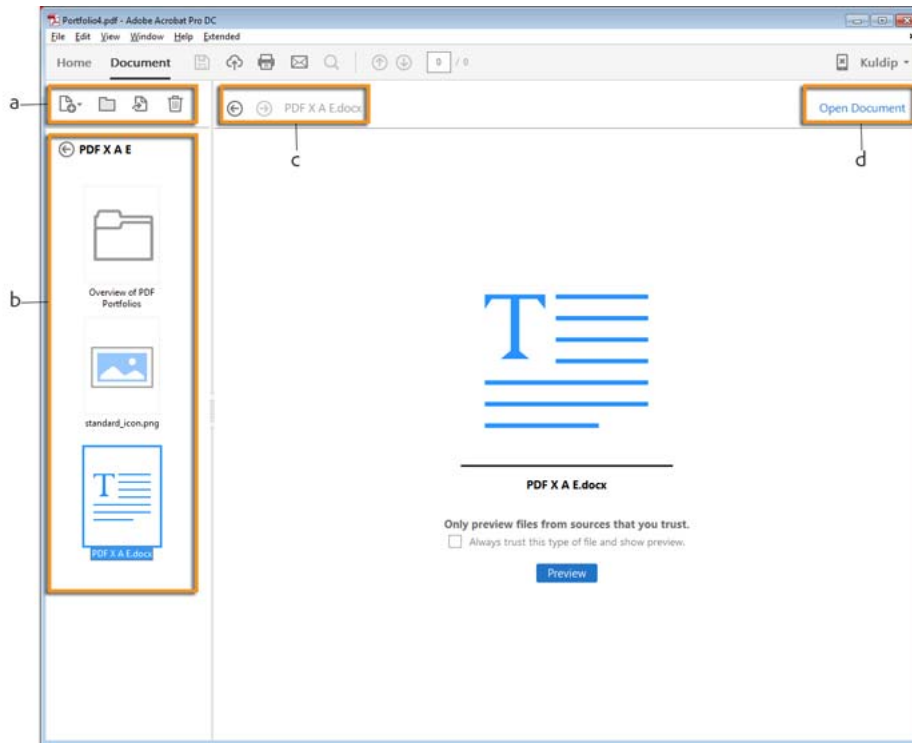 Portfolio4.pdf - Adobe Acrobat Pro DC
File Edit View Window Help Extended
Home Document 0 / 0 Kuldip
a
PDF X A E.docx
Open Document
c
d
PDF X A E
b
Overview of PDF
Portfolios
standard_icon.png
T
PDF X A E.docx
T
PDF X A E.docx
Only preview files from sources that you trust.
Always trust this type of file and show preview.
Preview